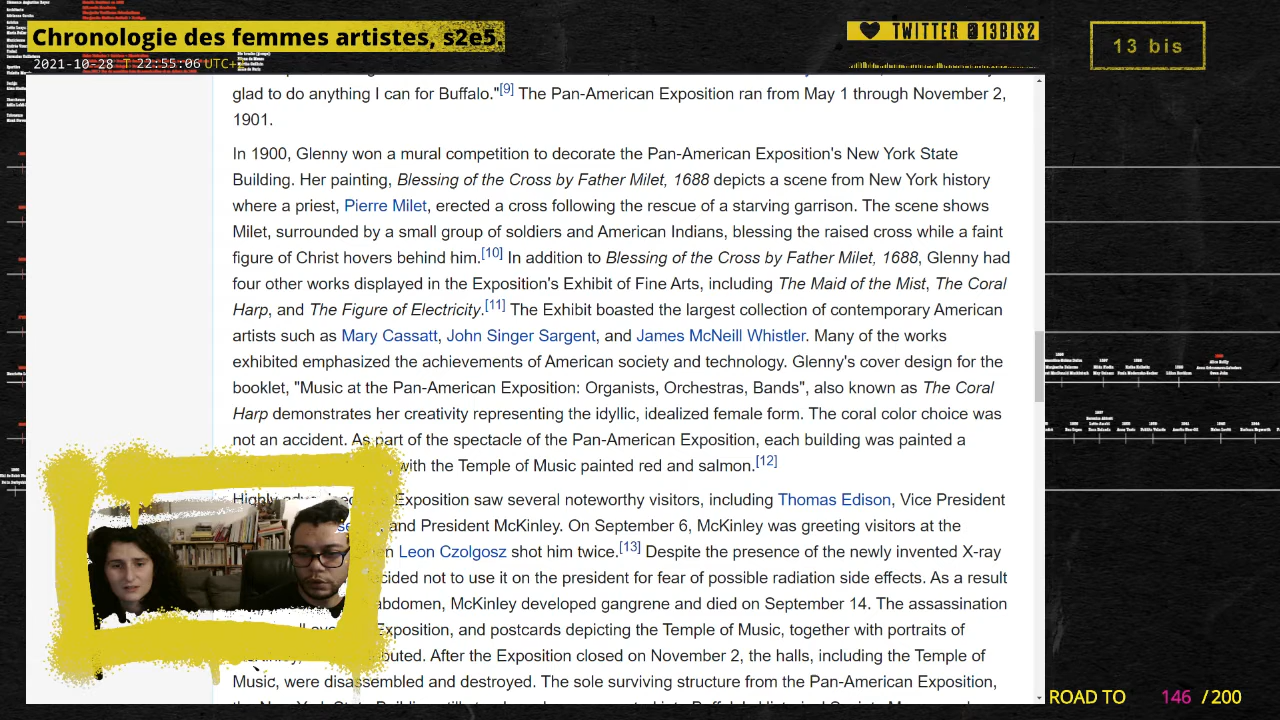 Chronologie des femmes artistes, s2e5
2021-10-28 T 22:55:06 UTC+
TWITTER @13BIS2
13 bis
glad to do anything I can for Buffalo."[9] The Pan-American Exposition ran from May 1 through November 2,
1901.
In 1900, Glenny won a mural competition to decorate the Pan-American Exposition's New York State
Building. Her painting, Blessing of the Cross by Father Milet, 1688 depicts a scene from New York history
where a priest, Pierre Milet, erected a cross following the rescue of a starving garrison. The scene shows
Milet, surrounded by a small group of soldiers and American Indians, blessing the raised cross while a faint
figure of Christ hovers behind him.[10] In addition to Blessing of the Cross by Father Milet, 1688, Glenny had
four other works displayed in the Exposition's Exhibit of Fine Arts, including The Maid of the Mist, The Coral
Harp, and The Figure of Electricity.[11] The Exhibit boasted the largest collection of contemporary American
artists such as Mary Cassatt, John Singer Sargent, and James McNeill Whistler. Many of the works
exhibited emphasized the achievements of American society and technology. Glenny's cover design for the
booklet, "Music at the Pan-American Exposition: Organists, Orchestras, Bands", also known as The Coral
Harp demonstrates her creativity representing the idyllic, idealized female form. The coral color choice was
not an accident. As part of the spectacle of the Pan-American Exposition, each building was painted a
with the Temple of Music painted red and salmon.[12]
Highly Exposition saw several noteworthy visitors, including Thomas Edison, Vice President
and President McKinley. On September 6, McKinley was greeting visitors at the
Leon Czolgosz shot him twice.[13] Despite the presence of the newly invented X-ray
not to use it on the president for fear of possible radiation side effects. As a result
abdomen, McKinley developed gangrene and died on September 14. The assassination
Exposition, and postcards depicting the Temple of Music, together with portraits of
After the Exposition closed on November 2, the halls, including the Temple of
Music, were disassembled and destroyed. The sole surviving structure from the Pan-American Exposition,
ROAD TO 146 / 200